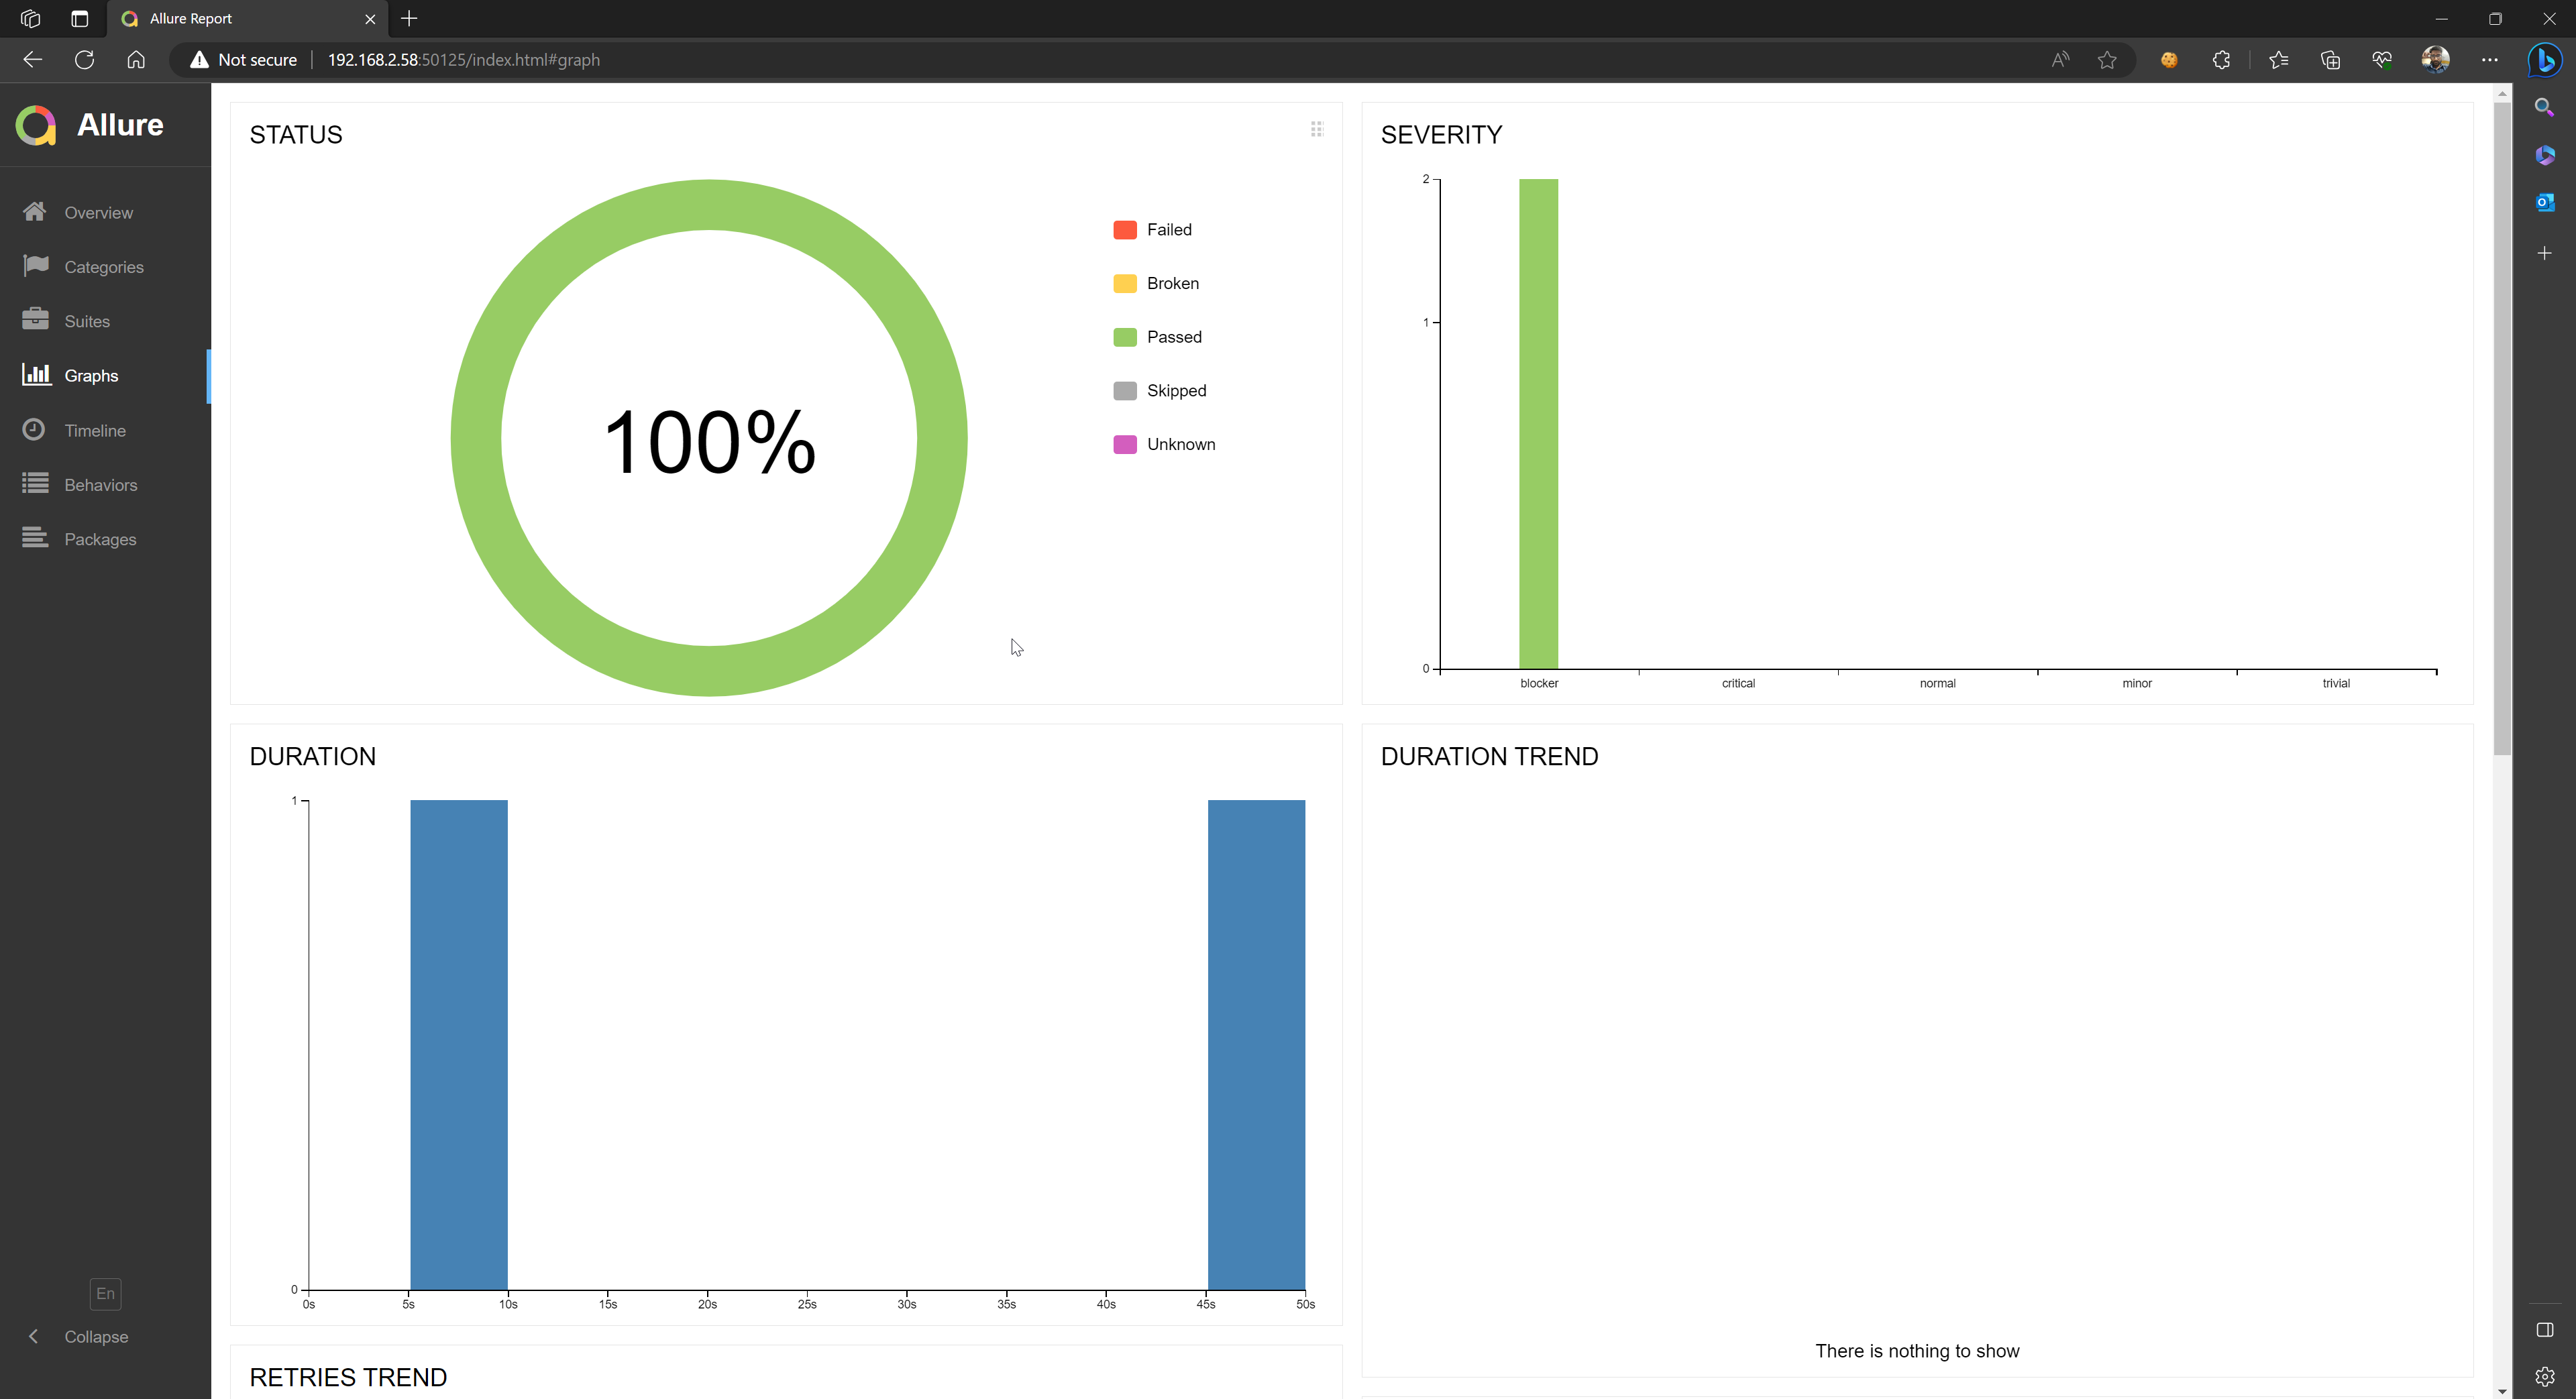 Allure Report
Not secure
192.168.2.58:50125/index.html#graph
Allure
Overview
Categories
Suites
Graphs
Timeline
Behaviors
Packages
En
Collapse
STATUS
100%
Failed
Broken
Passed
Skipped
Unknown
SEVERITY
2
1
0
blocker critical normal minor trivial
DURATION
1
0
0s 5s 10s 15s 20s 25s 30s 35s 40s 45s 50s
DURATION TREND
There is nothing to show
RETRIES TREND